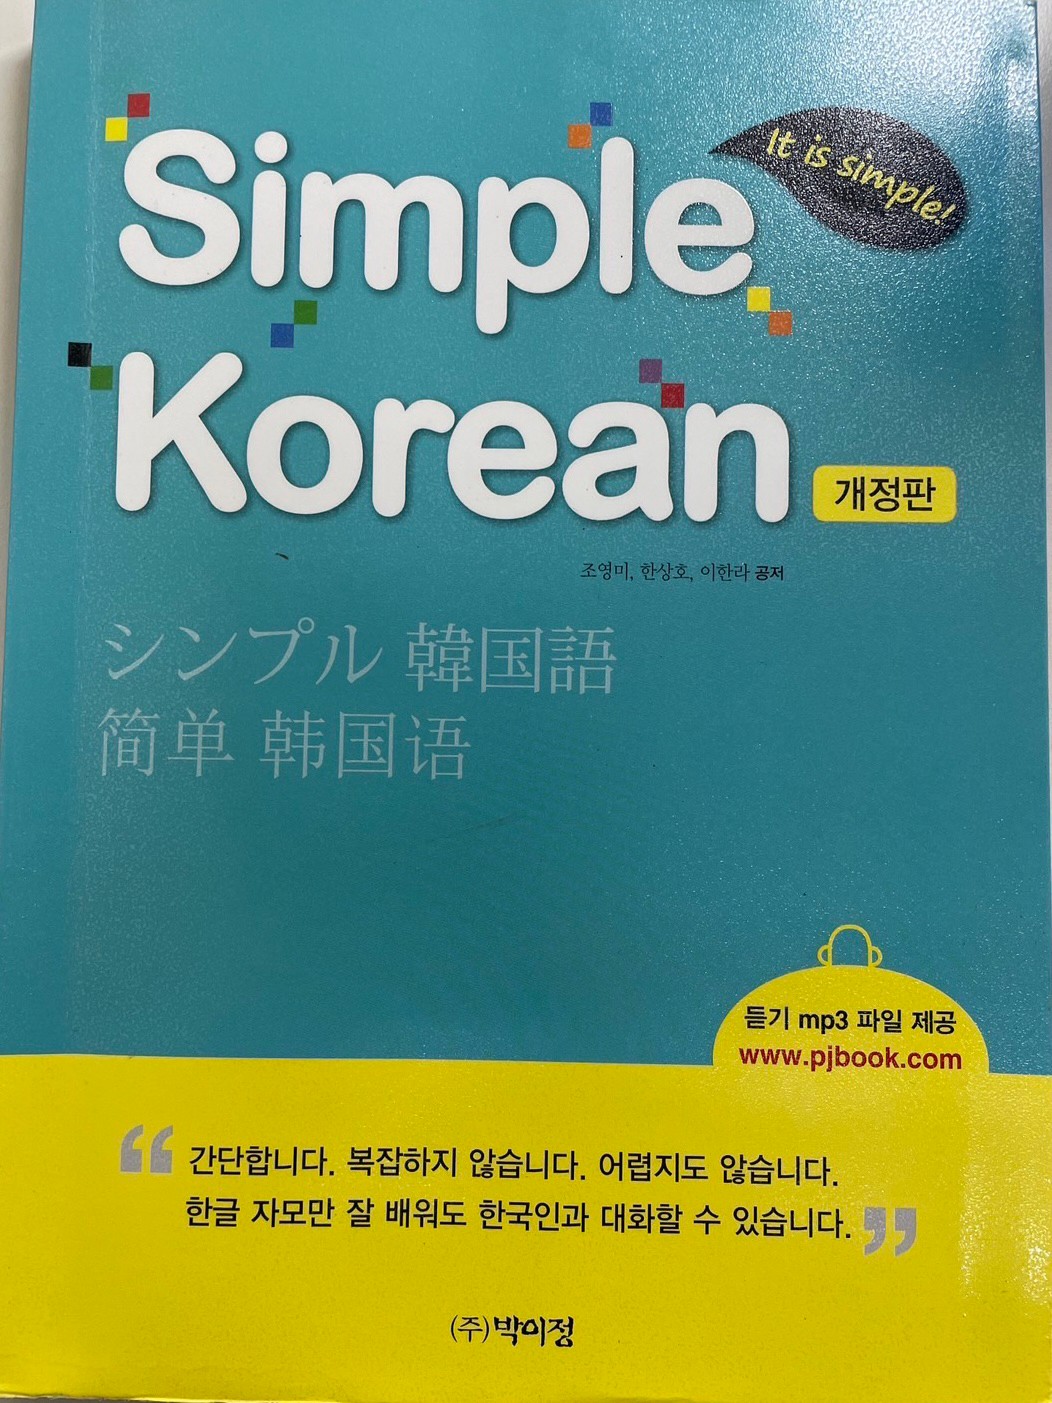 It is simple!
Simple
Korean
개정판
조영미, 한상호, 이한라 공저
シンプル 韓国語
简单 韩国语
듣기 mp3 파일 제공
www.pjbook.com
“간단합니다. 복잡하지 않습니다. 어렵지도 않습니다.
한글 자모만 잘 배워도 한국인과 대화할 수 있습니다.”
(주)박이정